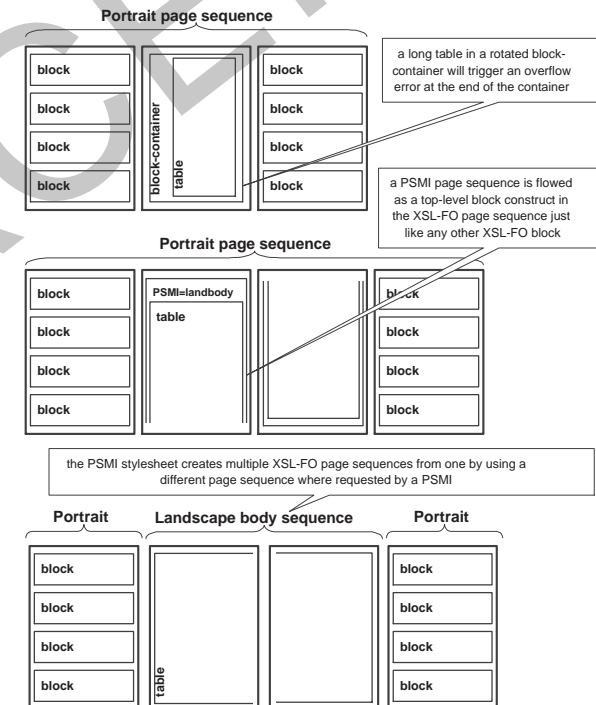 Portrait page sequence
a long table in a rotated block-
container will trigger an overflow
error at the end of the container
block
block
block
block
block-container
table
block
block
block
block
a PSMI page sequence is flowed
as a top-level block construct in
the XSL-FO page sequence just
like any other XSL-FO block
Portrait page sequence
block
block
block
block
PSMI=landbody
table
block
block
block
block
the PSMI stylesheet creates multiple XSL-FO page sequences from one by using a
different page sequence where requested by a PSMI
Portrait
Landscape body sequence
Portrait
block
block
block
block
table
block
block
block
block